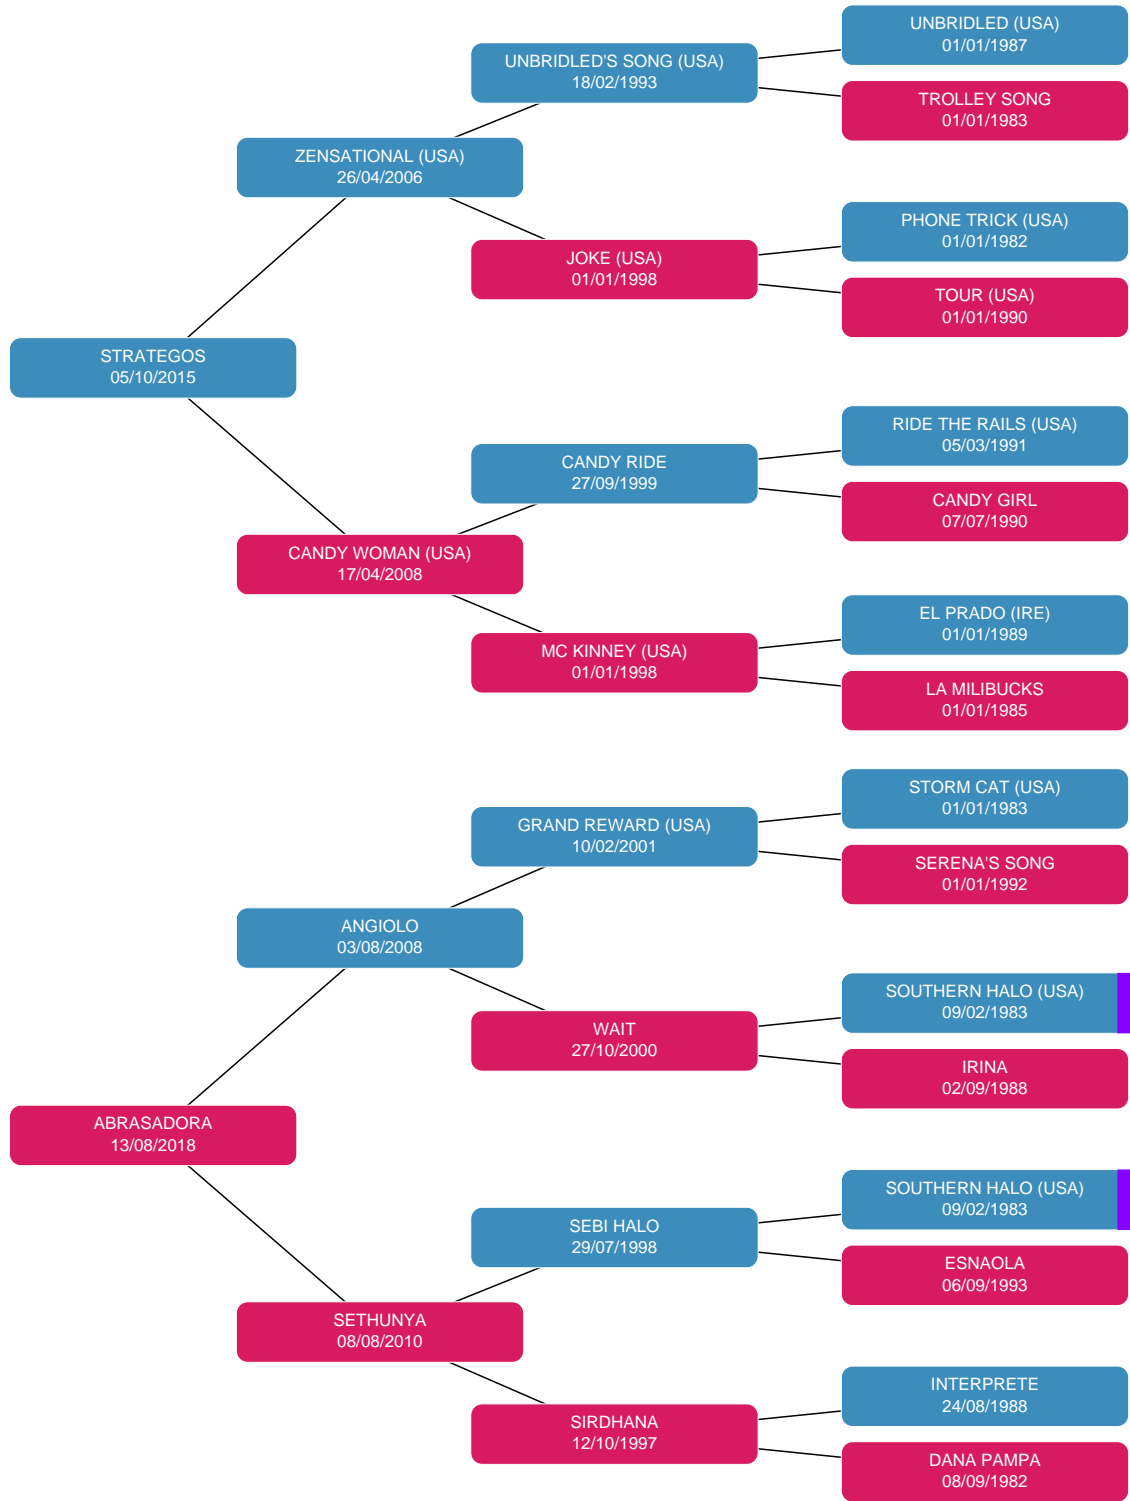 UNBRIDLED (USA)
01/01/1987
UNBRIDLED'S SONG (USA)
18/02/1993
TROLLEY SONG
01/01/1983
ZENSATIONAL (USA)
26/04/2006
PHONE TRICK (USA)
01/01/1982
JOKE (USA)
01/01/1998
TOUR (USA)
01/01/1990
STRATEGOS
05/10/2015
RIDE THE RAILS (USA)
05/03/1991
CANDY RIDE
27/09/1999
CANDY GIRL
07/07/1990
CANDY WOMAN (USA)
17/04/2008
EL PRADO (IRE)
01/01/1989
MC KINNEY (USA)
01/01/1998
LA MILIBUCKS
01/01/1985
STORM CAT (USA)
01/01/1983
GRAND REWARD (USA)
10/02/2001
SERENA'S SONG
01/01/1992
ANGIOLO
03/08/2008
SOUTHERN HALO (USA)
09/02/1983
WAIT
27/10/2000
IRINA
02/09/1988
ABRASADORA
13/08/2018
SOUTHERN HALO (USA)
09/02/1983
SEBI HALO
29/07/1998
ESNAOLA
06/09/1993
SETHUNYA
08/08/2010
INTERPRETE
24/08/1988
SIRDHANA
12/10/1997
DANA PAMPA
08/09/1982